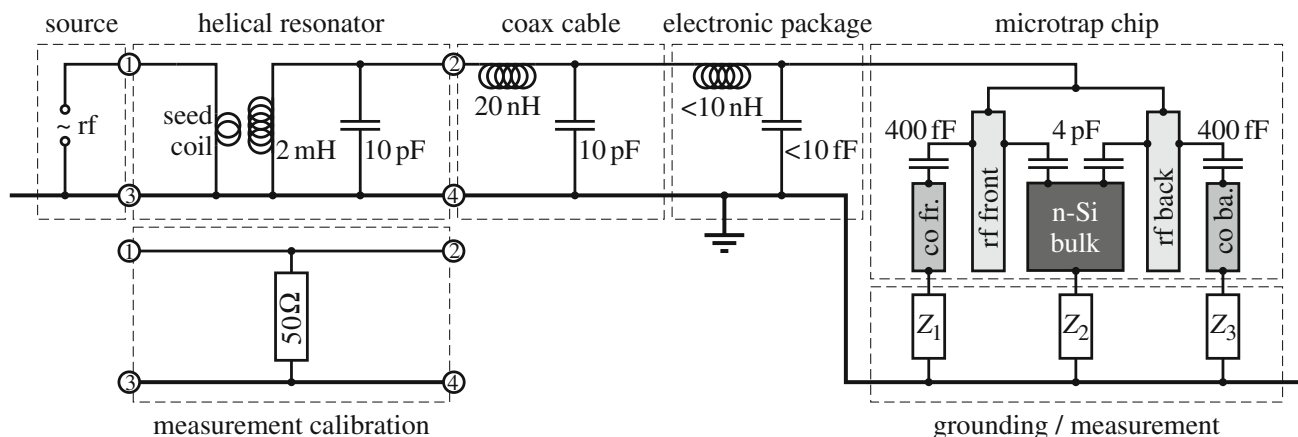 source
helical resonator
coax cable
electronic package
microtrap chip
1
2
~ rf
seed
coil
2 mH
10 pF
20 nH
10 pF
<10 nH
<10 fF
400 fF
4 pF
400 fF
co fr.
rf front
n-Si
bulk
rf back
co ba.
3
4
1
2
50 Ω
3
4
Z1
Z2
Z3
measurement calibration
grounding / measurement